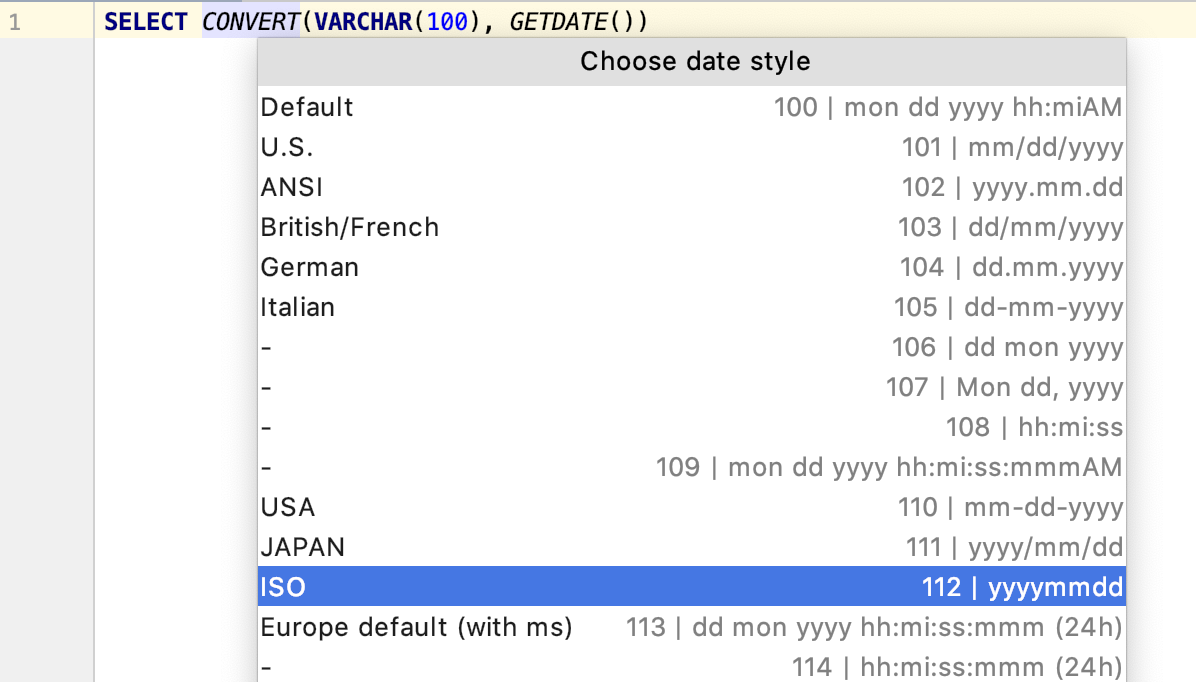 1 SELECT CONVERT(VARCHAR(100), GETDATE())
Choose date style
Default 100 | mon dd yyyy hh:miAM
U.S. 101 | mm/dd/yyyy
ANSI 102 | yyyy.mm.dd
British/French 103 | dd/mm/yyyy
German 104 | dd.mm.yyyy
Italian 105 | dd-mm-yyyy
- 106 | dd mon yyyy
- 107 | Mon dd, yyyy
- 108 | hh:mi:ss
- 109 | mon dd yyyy hh:mi:ss:mmmAM
USA 110 | mm-dd-yyyy
JAPAN 111 | yyyy/mm/dd
ISO 112 | yyyymmdd
Europe default (with ms) 113 | dd mon yyyy hh:mi:ss:mmm (24h)
- 114 | hh:mi:ss:mmm (24h)